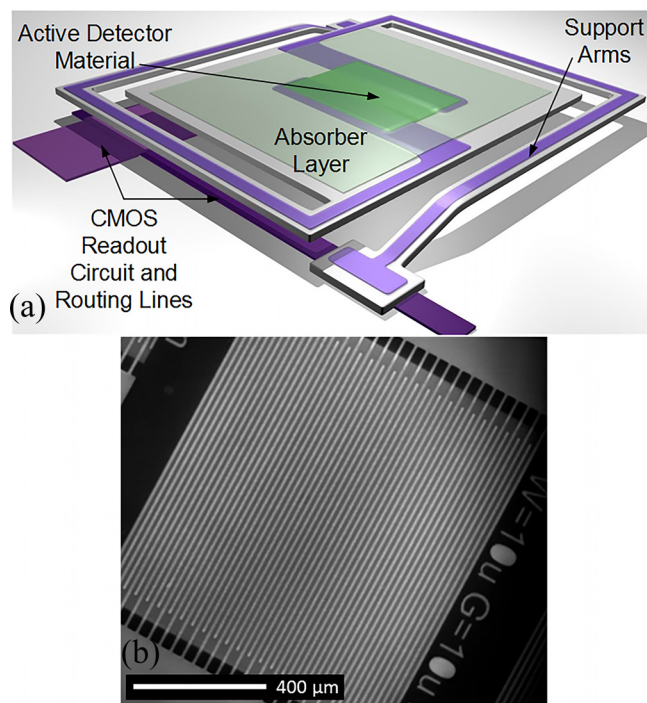 Active Detector
Material
Support
Arms
Absorber
Layer
CMOS
Readout
Circuit and
Routing Lines
(a)
W=10u G=10u
(b)
400 µm